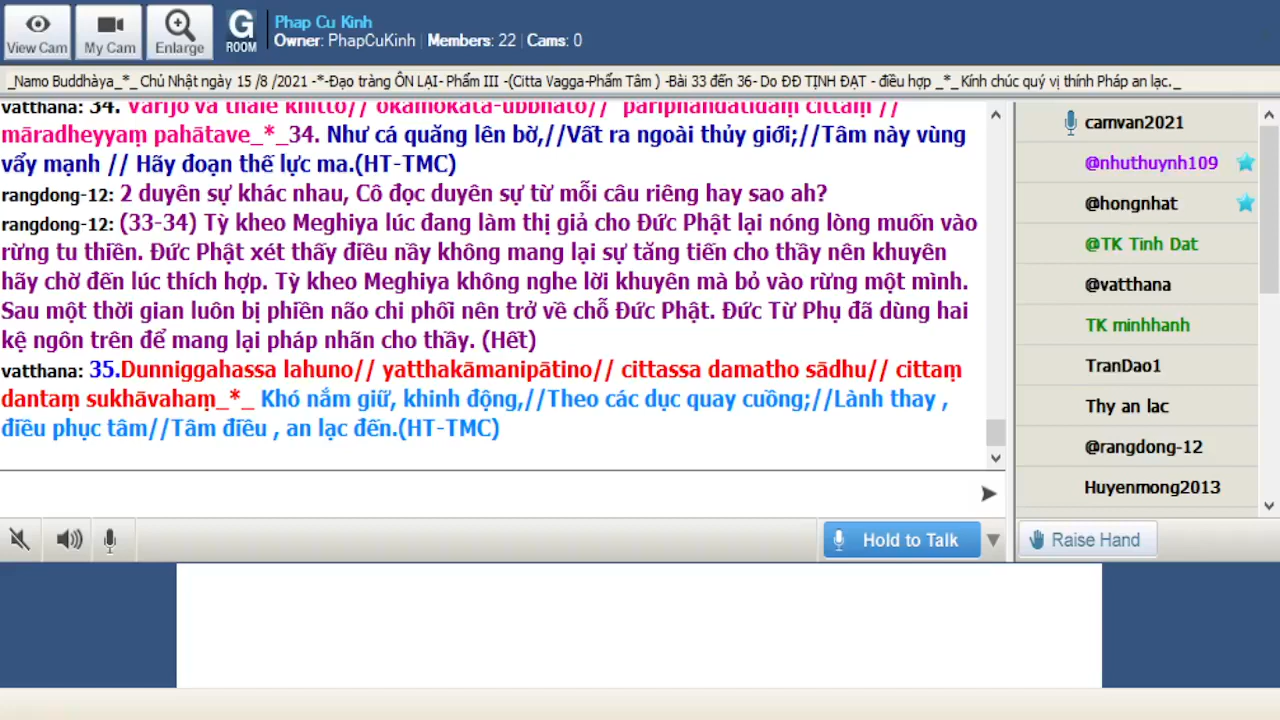 View Cam
My Cam
Enlarge
G
ROOM
Phap Cu Kinh
Owner: PhapCuKinh | Members: 22 | Cams: 0
_Namo Buddhàya_*_ Chủ Nhật ngày 15 /8 /2021 -*-Đạo tràng ÔN LẠI- Phẩm III -(Citta Vagga-Phẩm Tâm ) -Bài 33 đến 36- Do ĐĐ TỊNH ĐẠT - điều hợp _*_ Kính chúc quý vị thính Pháp an lạc._
vatthana: 34. Vārijo va thale khitto// okamokata-ubbhato// pariphandatidaṃ cittaṃ //
māradheyyaṃ pahātave_*_34. Như cá quăng lên bờ,//Vất ra ngoài thủy giới;//Tâm này vùng
vẫy mạnh // Hãy đoạn thế lực ma.(HT-TMC)
rangdong-12: 2 duyên sự khác nhau, Cô đọc duyên sự từ mỗi câu riêng hay sao ah?
rangdong-12: (33-34) Tỳ kheo Meghiya lúc đang làm thị giả cho Đức Phật lại nóng lòng muốn vào
rừng tu thiền. Đức Phật xét thấy điều nầy không mang lại sự tăng tiến cho thầy nên khuyên
hãy chờ đến lúc thích hợp. Tỳ kheo Meghiya không nghe lời khuyên mà bỏ vào rừng một mình.
Sau một thời gian luôn bị phiền não chi phối nên trở về chỗ Đức Phật. Đức Từ Phụ đã dùng hai
kệ ngôn trên để mang lại pháp nhãn cho thầy. (Hết)
vatthana: 35.Dunniggahassa lahuno// yatthakāmanipātino// cittassa damatho sādhu// cittaṃ
dantaṃ sukhāvahaṃ_*_ Khó nắm giữ, khinh động,//Theo các dục quay cuồng;//Lành thay ,
điều phục tâm//Tâm điều , an lạc đến.(HT-TMC)
camvan2021
@nhuthuynh109
@hongnhat
@TK Tinh Dat
@vatthana
TK minhhanh
TranDao1
Thy an lac
@rangdong-12
Huyenmong2013
Hold to Talk
Raise Hand